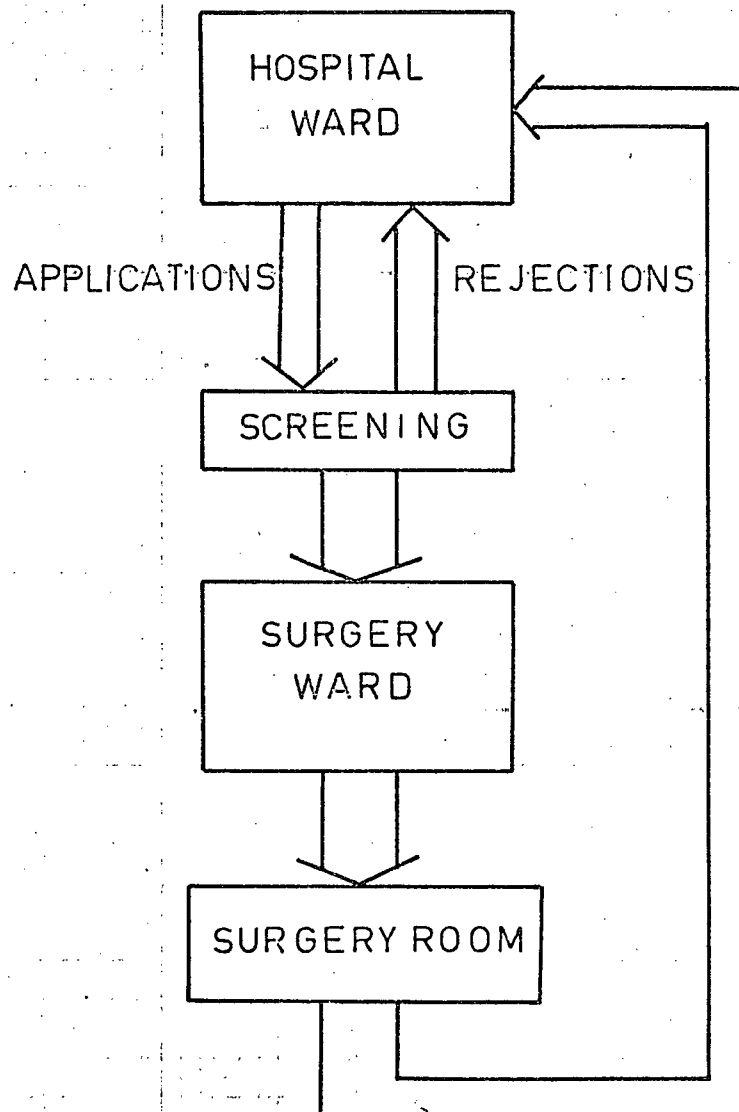 HOSPITAL
WARD
APPLICATIONS
REJECTIONS
SCREENING
SURGERY
WARD
SURGERY ROOM